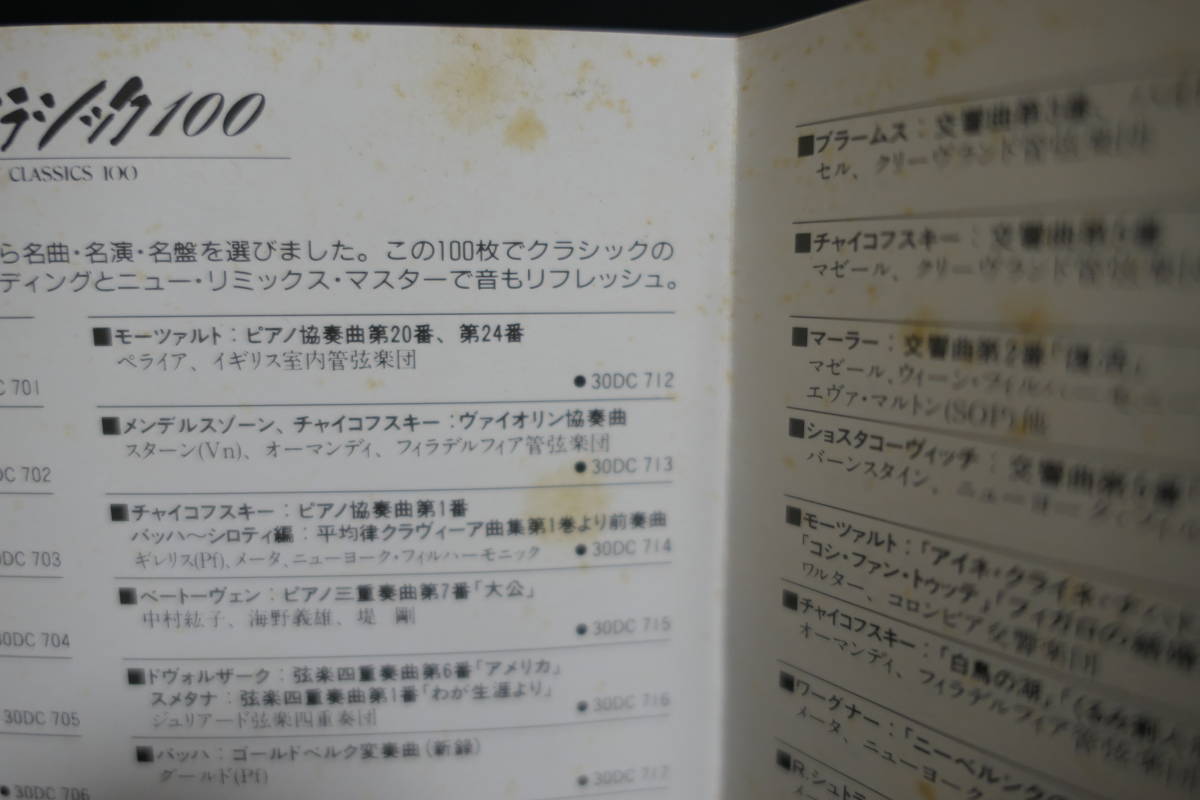 ラシック100
CLASSICS 100
ら名曲・名演・名盤を選びました。この100枚でクラシックの
ディングとニュー・リミックス・マスターで音もリフレッシュ。
701
702
703
30DC 704
30DC 705
●30DC 706
■モーツァルト：ピアノ協奏曲第20番、第24番
ペライア、イギリス室内管弦楽団
●30DC 712
■メンデルスゾーン、チャイコフスキー：ヴァイオリン協奏曲
スターン(Vn)、オーマンディ、フィラデルフィア管弦楽団
●30DC 713
■チャイコフスキー：ピアノ協奏曲第1番
バッハ〜シロティ編：平均律クラヴィーア曲集第1巻より前奏曲
ギレリス(Pf)、メータ、ニューヨーク・フィルハーモニック ●30DC 714
■ベートーヴェン：ピアノ三重奏曲第7番「大公」
中村紘子、海野義雄、堤 剛
●30DC 715
■ドヴォルザーク：弦楽四重奏曲第6番「アメリカ」
スメタナ：弦楽四重奏曲第1番「わが生涯より」
ジュリアード弦楽四重奏団
●30DC 716
■バッハ：ゴールドベルク変奏曲(新録)
グールド(Pf)
●30DC 717
■ブラームス：交響曲第
セル、クリーヴランド管弦楽団
■チャイコフスキー：交響曲第
マゼール、クリーヴランド管弦楽団
■マーラー：交響曲第2番「復活」
マゼール、ウィーン・フィル
エヴァ・マルトン(SOP)他
■ショスタコーヴィッチ：交響曲第5番
バーンスタイン、ニューヨーク・フィル
■モーツァルト：「アイネ・クライネ・ナハト
「コシ・ファン・トゥッテ」「フィガロの結婚
ワルター、コロンビア交響楽団
■チャイコフスキー：「白鳥の湖」「くるみ割り人
オーマンディ、フィラデルフィア管弦楽団
■ワーグナー：「ニーベルング
メータ、ニューヨーク
■R.シュトラ